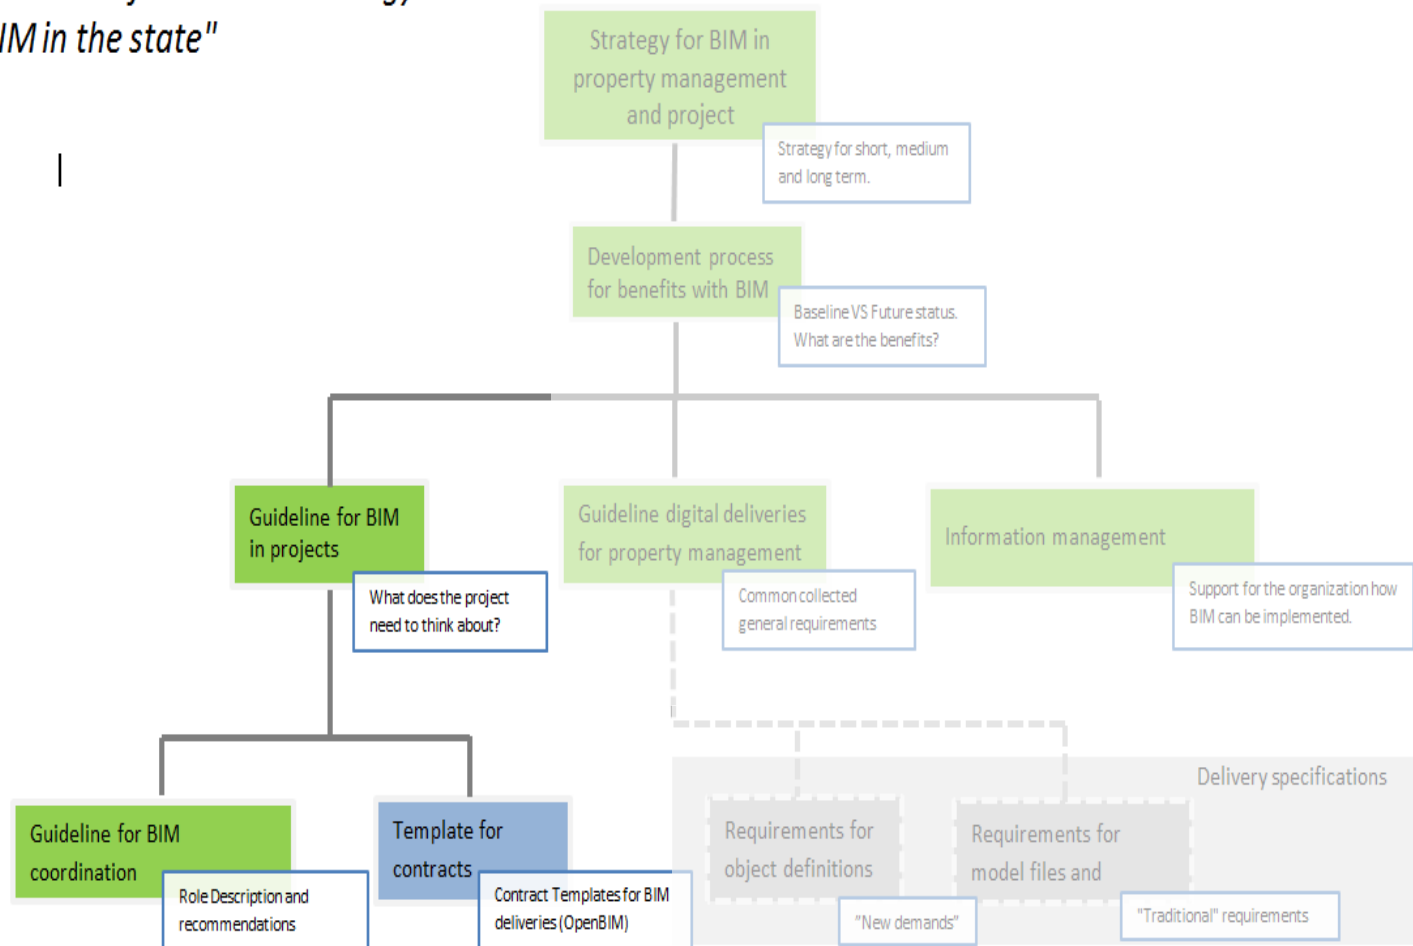 IM in the state"
Strategy for BIM in
property management
and project
Strategy for short, medium
and long term.
Development process
for benefits with BIM
Baseline VS Future status.
What are the benefits?
Guideline for BIM
in projects
What does the project
need to think about?
Guideline digital deliveries
for property management
Common collected
general requirements
Information management
Support for the organization how
BIM can be implemented.
Delivery specifications
Guideline for BIM
coordination
Role Description and
recommendations
Template for
contracts
Contract Templates for BIM
deliveries (OpenBIM)
Requirements for
object definitions
"New demands"
Requirements for
model files and
"Traditional" requirements